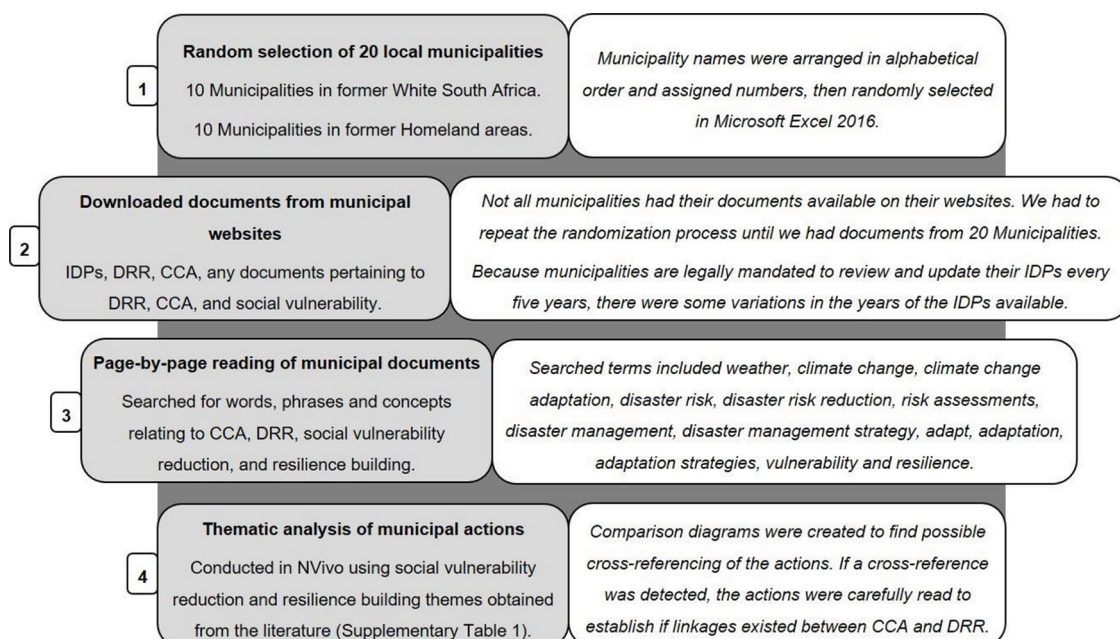 1
Random selection of 20 local municipalities
10 Municipalities in former White South Africa.
10 Municipalities in former Homeland areas.
Municipality names were arranged in alphabetical
order and assigned numbers, then randomly selected
in Microsoft Excel 2016.
2
Downloaded documents from municipal
websites
IDPs, DRR, CCA, any documents pertaining to
DRR, CCA, and social vulnerability.
Not all municipalities had their documents available on their websites. We had to
repeat the randomization process until we had documents from 20 Municipalities.
Because municipalities are legally mandated to review and update their IDPs every
five years, there were some variations in the years of the IDPs available.
3
Page-by-page reading of municipal documents
Searched for words, phrases and concepts
relating to CCA, DRR, social vulnerability
reduction, and resilience building.
Searched terms included weather, climate change, climate change
adaptation, disaster risk, disaster risk reduction, risk assessments,
disaster management, disaster management strategy, adapt, adaptation,
adaptation strategies, vulnerability and resilience.
4
Thematic analysis of municipal actions
Conducted in NVivo using social vulnerability
reduction and resilience building themes obtained
from the literature (Supplementary Table 1).
Comparison diagrams were created to find possible
cross-referencing of the actions. If a cross-reference
was detected, the actions were carefully read to
establish if linkages existed between CCA and DRR.